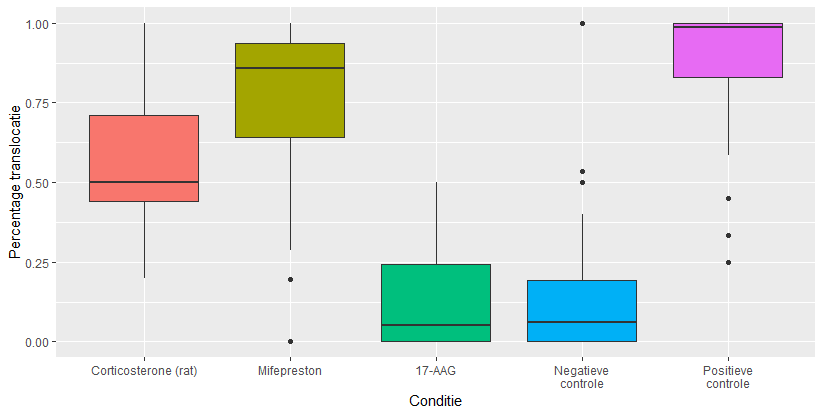 Percentage translocatie
1.00
0.75
0.50
0.25
0.00
Corticosterone (rat)
Mifepreston
17-AAG
Negatieve
controle
Positieve
controle
Conditie